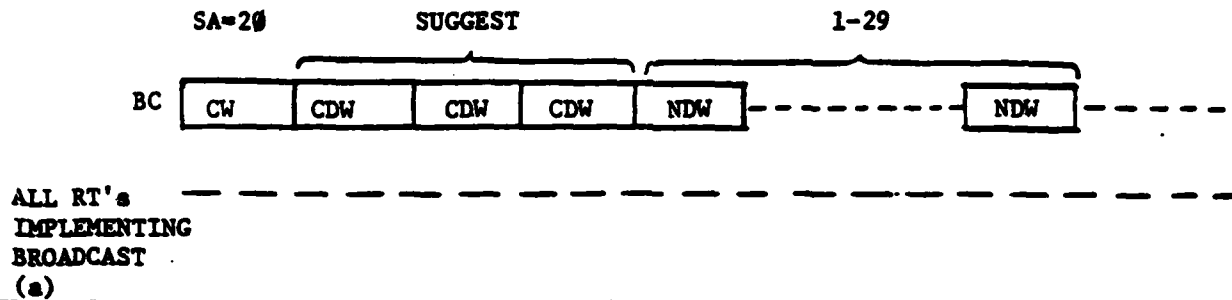 SA=20 SUGGEST 1-29
BC CW CDW CDW CDW NDW NDW
ALL RT's
IMPLEMENTING
BROADCAST
(a)